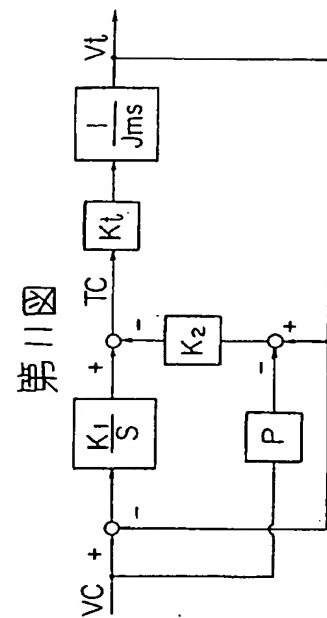 第11図
VC
+
-
K1
S
+
-
TC
Kt
1
Jms
Vt
P
-
+
K2